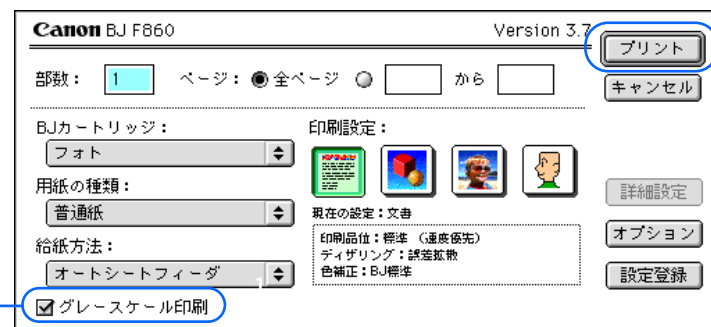 Canon BJ F860
Version 3.7
プリント
部数： 1 ページ： 全ページ から
キャンセル
BJカートリッジ：
フォト
用紙の種類：
普通紙
給紙方法：
オートシートフィーダ
グレースケール印刷
印刷設定：
現在の設定：文書
印刷品位：標準 （速度優先）
ディザリング：誤差拡散
色補正：BJ標準
詳細設定
オプション
設定登録